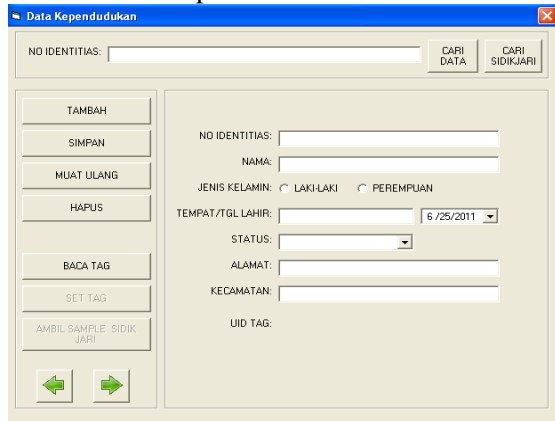 Data Kependudukan
NO IDENTITIAS:
CARI
DATA
CARI
SIDIKJARI
TAMBAH
SIMPAN
MUAT ULANG
HAPUS
BACA TAG
SET TAG
AMBIL SAMPLE SIDIK
JARI
NO IDENTITIAS:
NAMA:
JENIS KELAMIN: LAKI-LAKI PEREMPUAN
TEMPAT/TGL LAHIR: 6/25/2011
STATUS:
ALAMAT:
KECAMATAN:
UID TAG: